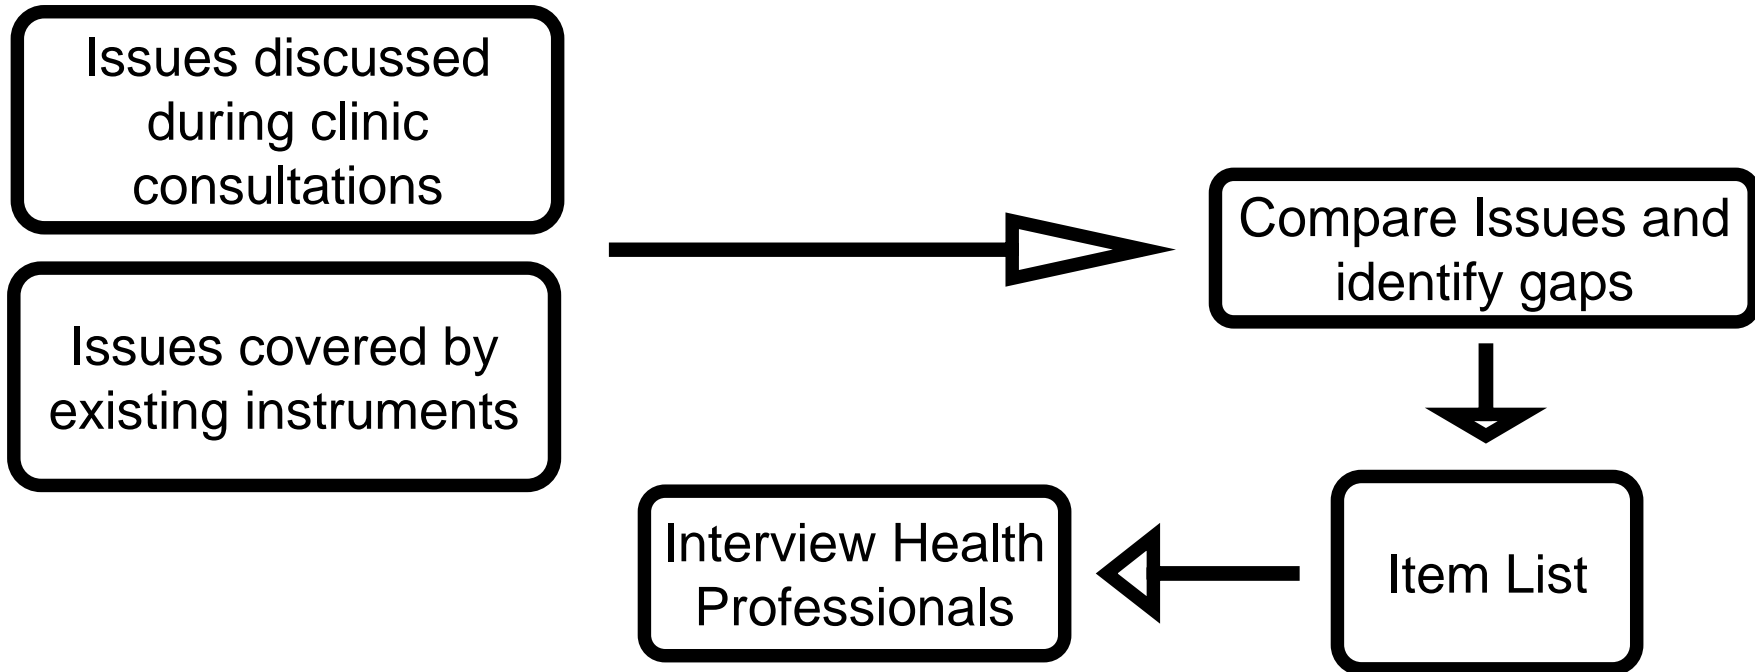 Issues discussed
during clinic
consultations
Issues covered by
existing instruments
Compare Issues and
identify gaps
Item List
Interview Health
Professionals